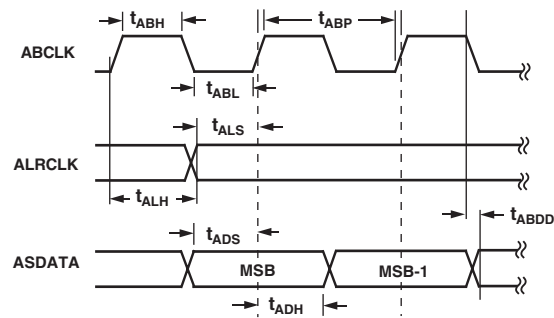 tABH
tABP
ABCLK
tABL
tALS
ALRCLK
tALH
tABDD
tADS
ASDATA
MSB
MSB-1
tADH